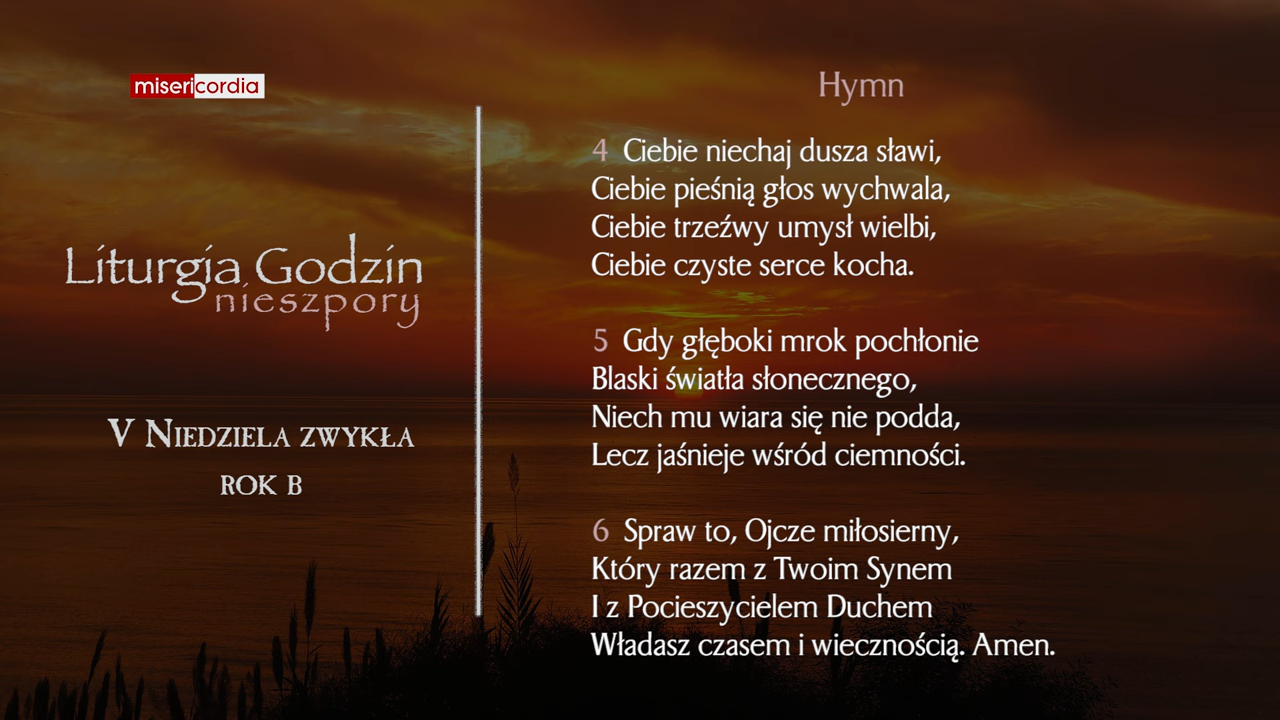 misericordia
Liturgia Godzin
nieszpory
V Niedziela zwykła
rok B
Hymn
4 Ciebie niechaj dusza sławi,
Ciebie pieśnią głos wychwala,
Ciebie trzeźwy umysł wielbi,
Ciebie czyste serce kocha.
5 Gdy głęboki mrok pochłonie
Blaski światła słonecznego,
Niech mu wiara się nie podda,
Lecz jaśnieje wśród ciemności.
6 Spraw to, Ojcze miłosierny,
Który razem z Twoim Synem
I z Pocieszycielem Duchem
Władasz czasem i wiecznością. Amen.